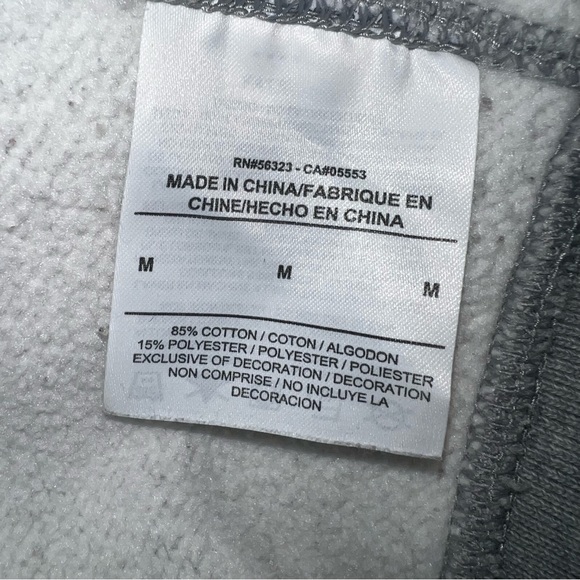 RN#56323 - CA#05553
MADE IN CHINA/FABRIQUE EN
CHINE/HECHO EN CHINA
M M M
85% COTTON / COTON / ALGODON
15% POLYESTER / POLYESTER / POLIESTER
EXCLUSIVE OF DECORATION / DECORATION
NON COMPRISE / NO INCLUYE LA
DECORACION